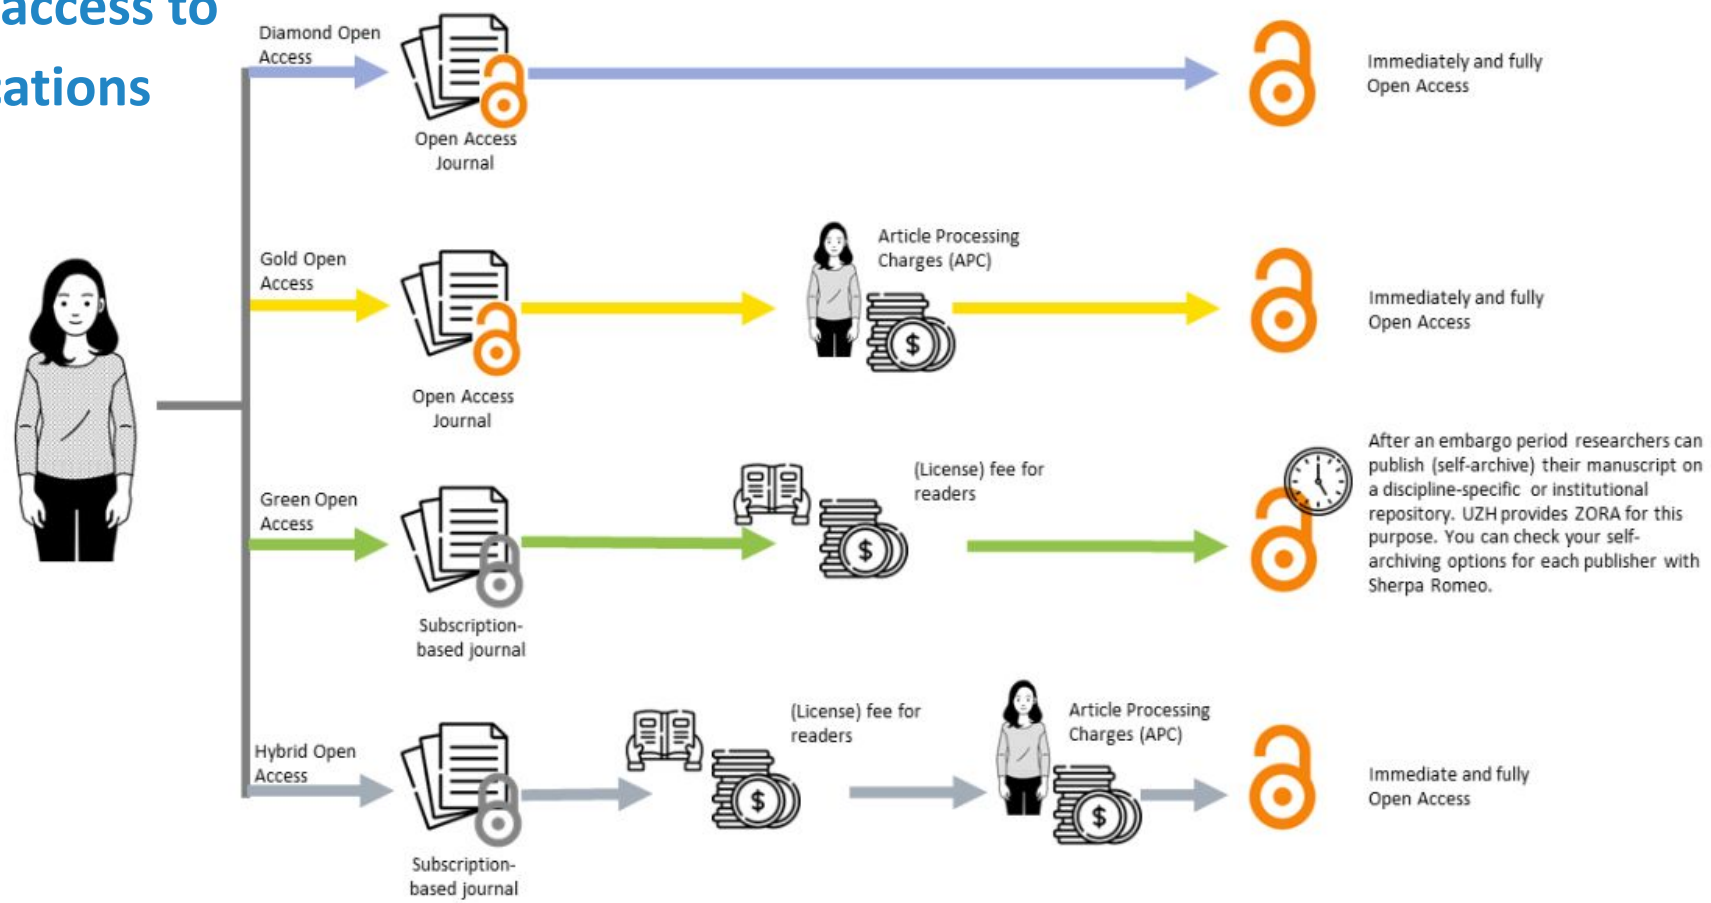 access to
Diamond Open
Access
Open Access
Journal
Immediately and fully
Open Access
Gold Open
Access
Open Access
Journal
Article Processing
Charges (APC)
$
Immediately and fully
Open Access
Green Open
Access
Subscription-
based journal
(License) fee for
readers
$
After an embargo period researchers can
publish (self-archive) their manuscript on
a discipline-specific or institutional
repository. UZH provides ZORA for this
purpose. You can check your self-
archiving options for each publisher with
Sherpa Romeo.
Hybrid Open
Access
Subscription-
based journal
(License) fee for
readers
$
Article Processing
Charges (APC)
$
Immediate and fully
Open Access